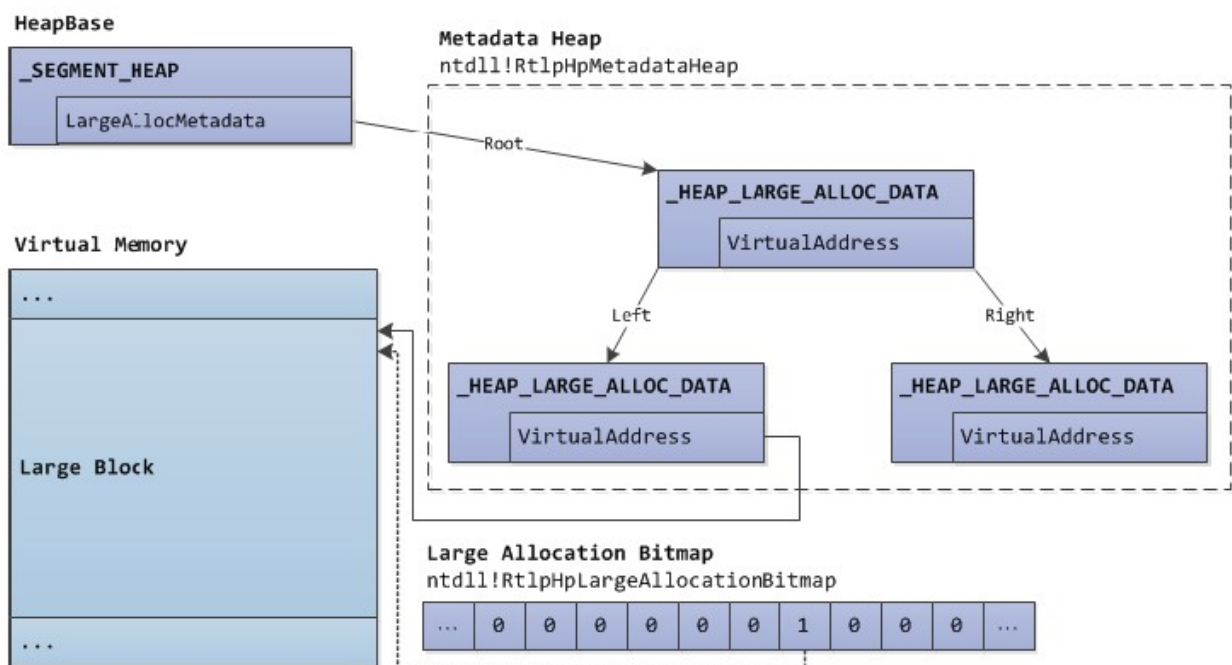 HeapBase
_SEGMENT_HEAP
LargeAllocMetadata
Metadata Heap
ntdll!RtlpHpMetadataHeap
Root
_HEAP_LARGE_ALLOC_DATA
VirtualAddress
Left
Right
_HEAP_LARGE_ALLOC_DATA
VirtualAddress
_HEAP_LARGE_ALLOC_DATA
VirtualAddress
Virtual Memory
...
Large Block
...
Large Allocation Bitmap
ntdll!RtlpHpLargeAllocationBitmap
... 0 0 0 0 0 1 0 0 0 ...